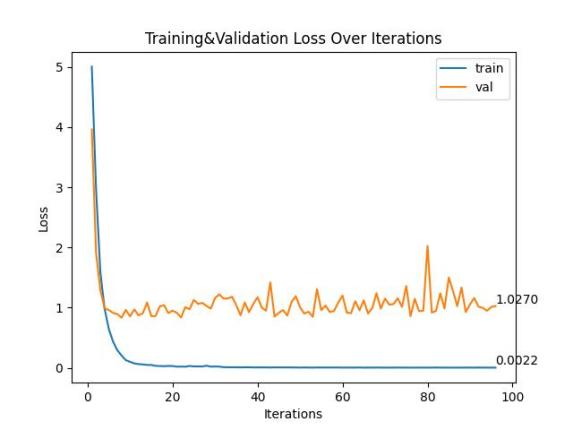 Training&Validation Loss Over Iterations
train
val
5
4
3
2
1
0
Loss
1.0270
0.0022
0 20 40 60 80 100
Iterations